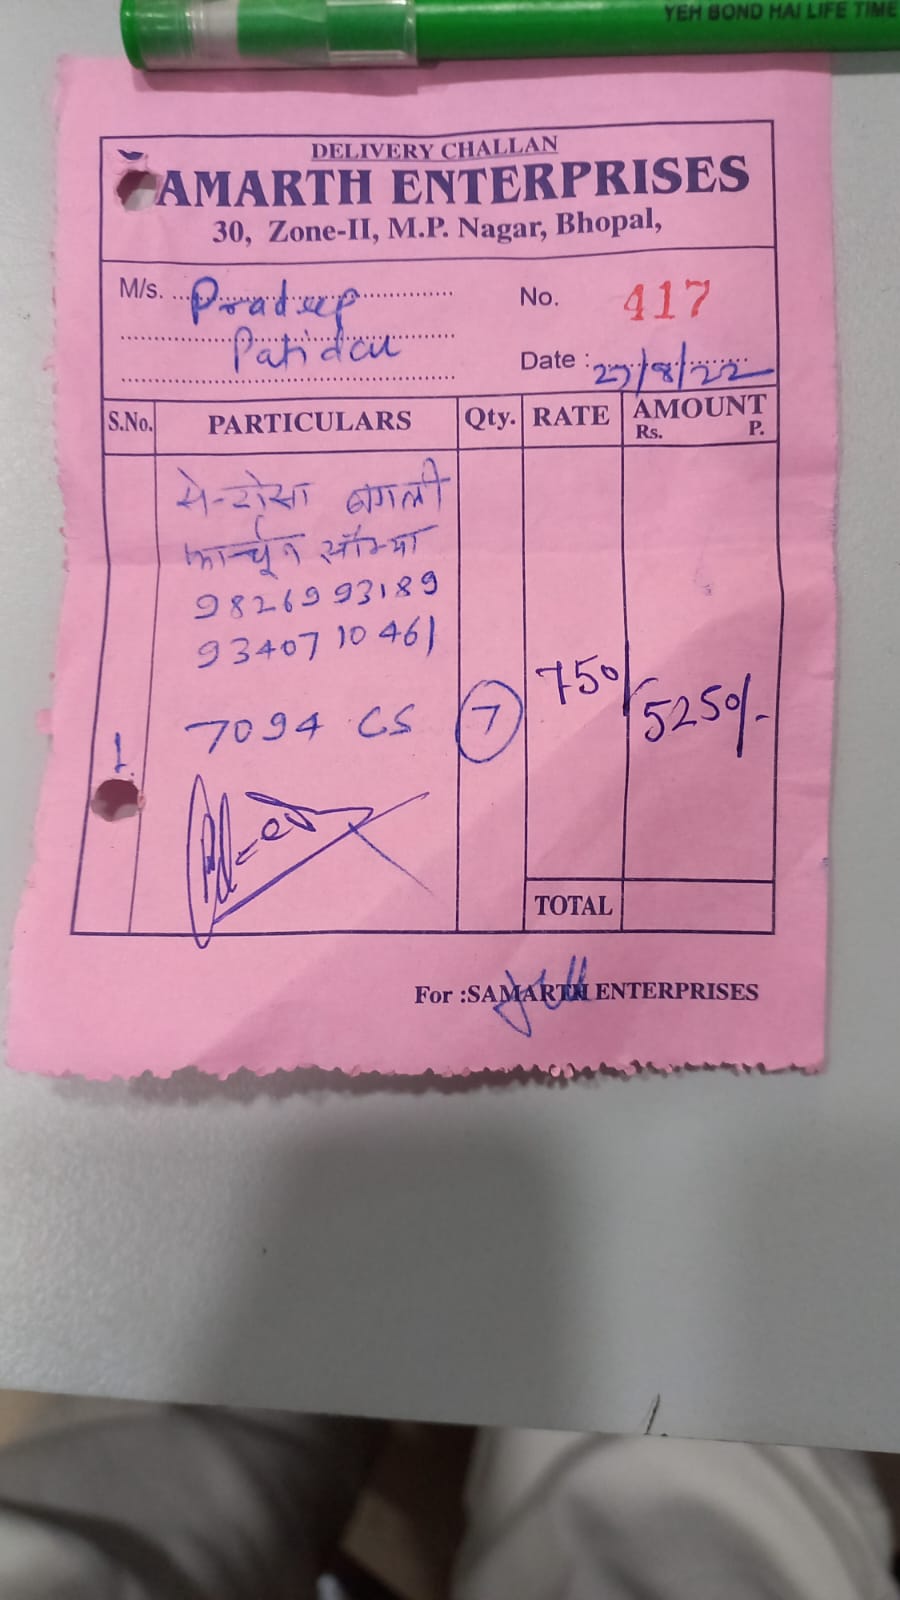 YEH BOND HAI LIFE TIME
DELIVERY CHALLAN
AMARTH ENTERPRISES
30, Zone-II, M.P. Nagar, Bhopal,
M/s. Pradeep No. 417
Patidar Date : 27/8/22
S.No. PARTICULARS Qty. RATE AMOUNT
Rs. P.
बंगली
फार्च्यून सौम्या
9826993189
9340710461
1. 7094 CS 7 750/ 5250/-
TOTAL
For :SAMARTH ENTERPRISES